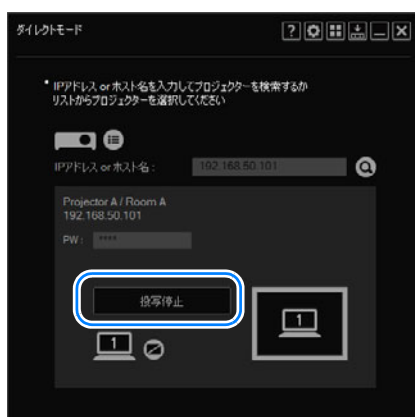 ダイレクトモード
?
* IPアドレス or ホスト名を入力してプロジェクターを検索するか
リストからプロジェクターを選択してください
IPアドレス or ホスト名 :
192.168.50.101
Projector A / Room A
192.168.50.101
PW : ****
投写停止
1
1